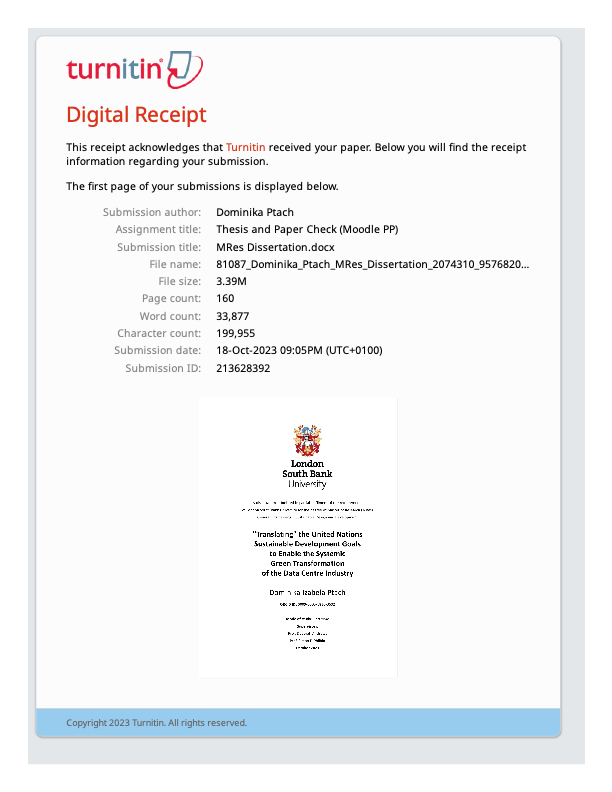 turnitin
Digital Receipt
This receipt acknowledges that Turnitin received your paper. Below you will find the receipt
information regarding your submission.
The first page of your submissions is displayed below.
Submission author: Dominika Ptach
Assignment title: Thesis and Paper Check (Moodle PP)
Submission title: MRes Dissertation.docx
File name: 81087_Dominika_Ptach_MRes_Dissertation_2074310_9576820...
File size: 3.39M
Page count: 160
Word count: 33,877
Character count: 199,955
Submission date: 18-Oct-2023 09:05PM (UTC+0100)
Submission ID: 213628392
London
South Bank
University
"Translating" the United Nations
Sustainable Development Goals
to Enable the Systemic
Green Transformation
of the Data Centre Industry
Dominika Izabela Ptach
Copyright 2023 Turnitin. All rights reserved.